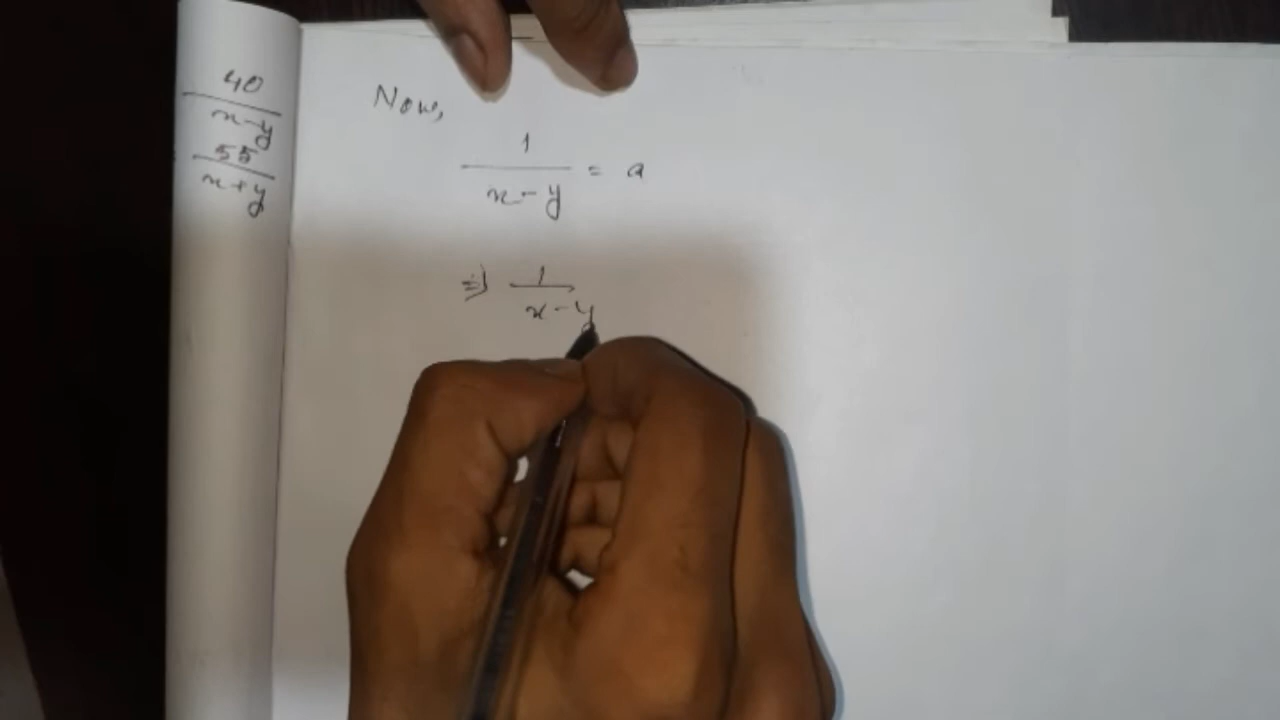 40
x-y
55
x+y
Now,
1
x-y = a
⇒ 1
x-y